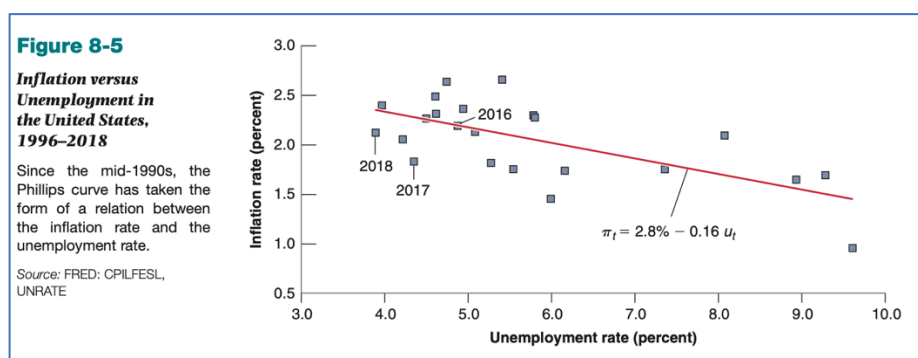 Figure 8-5
Inflation versus
Unemployment in
the United States,
1996–2018
Since the mid-1990s, the
Phillips curve has taken the
form of a relation between
the inflation rate and the
unemployment rate.
Source: FRED: CPILFESL,
UNRATE
Inflation rate (percent)
3.0
2.5
2.0
1.5
1.0
0.5
2016
2018
2017
πt = 2.8% − 0.16 ut
3.0 4.0 5.0 6.0 7.0 8.0 9.0 10.0
Unemployment rate (percent)